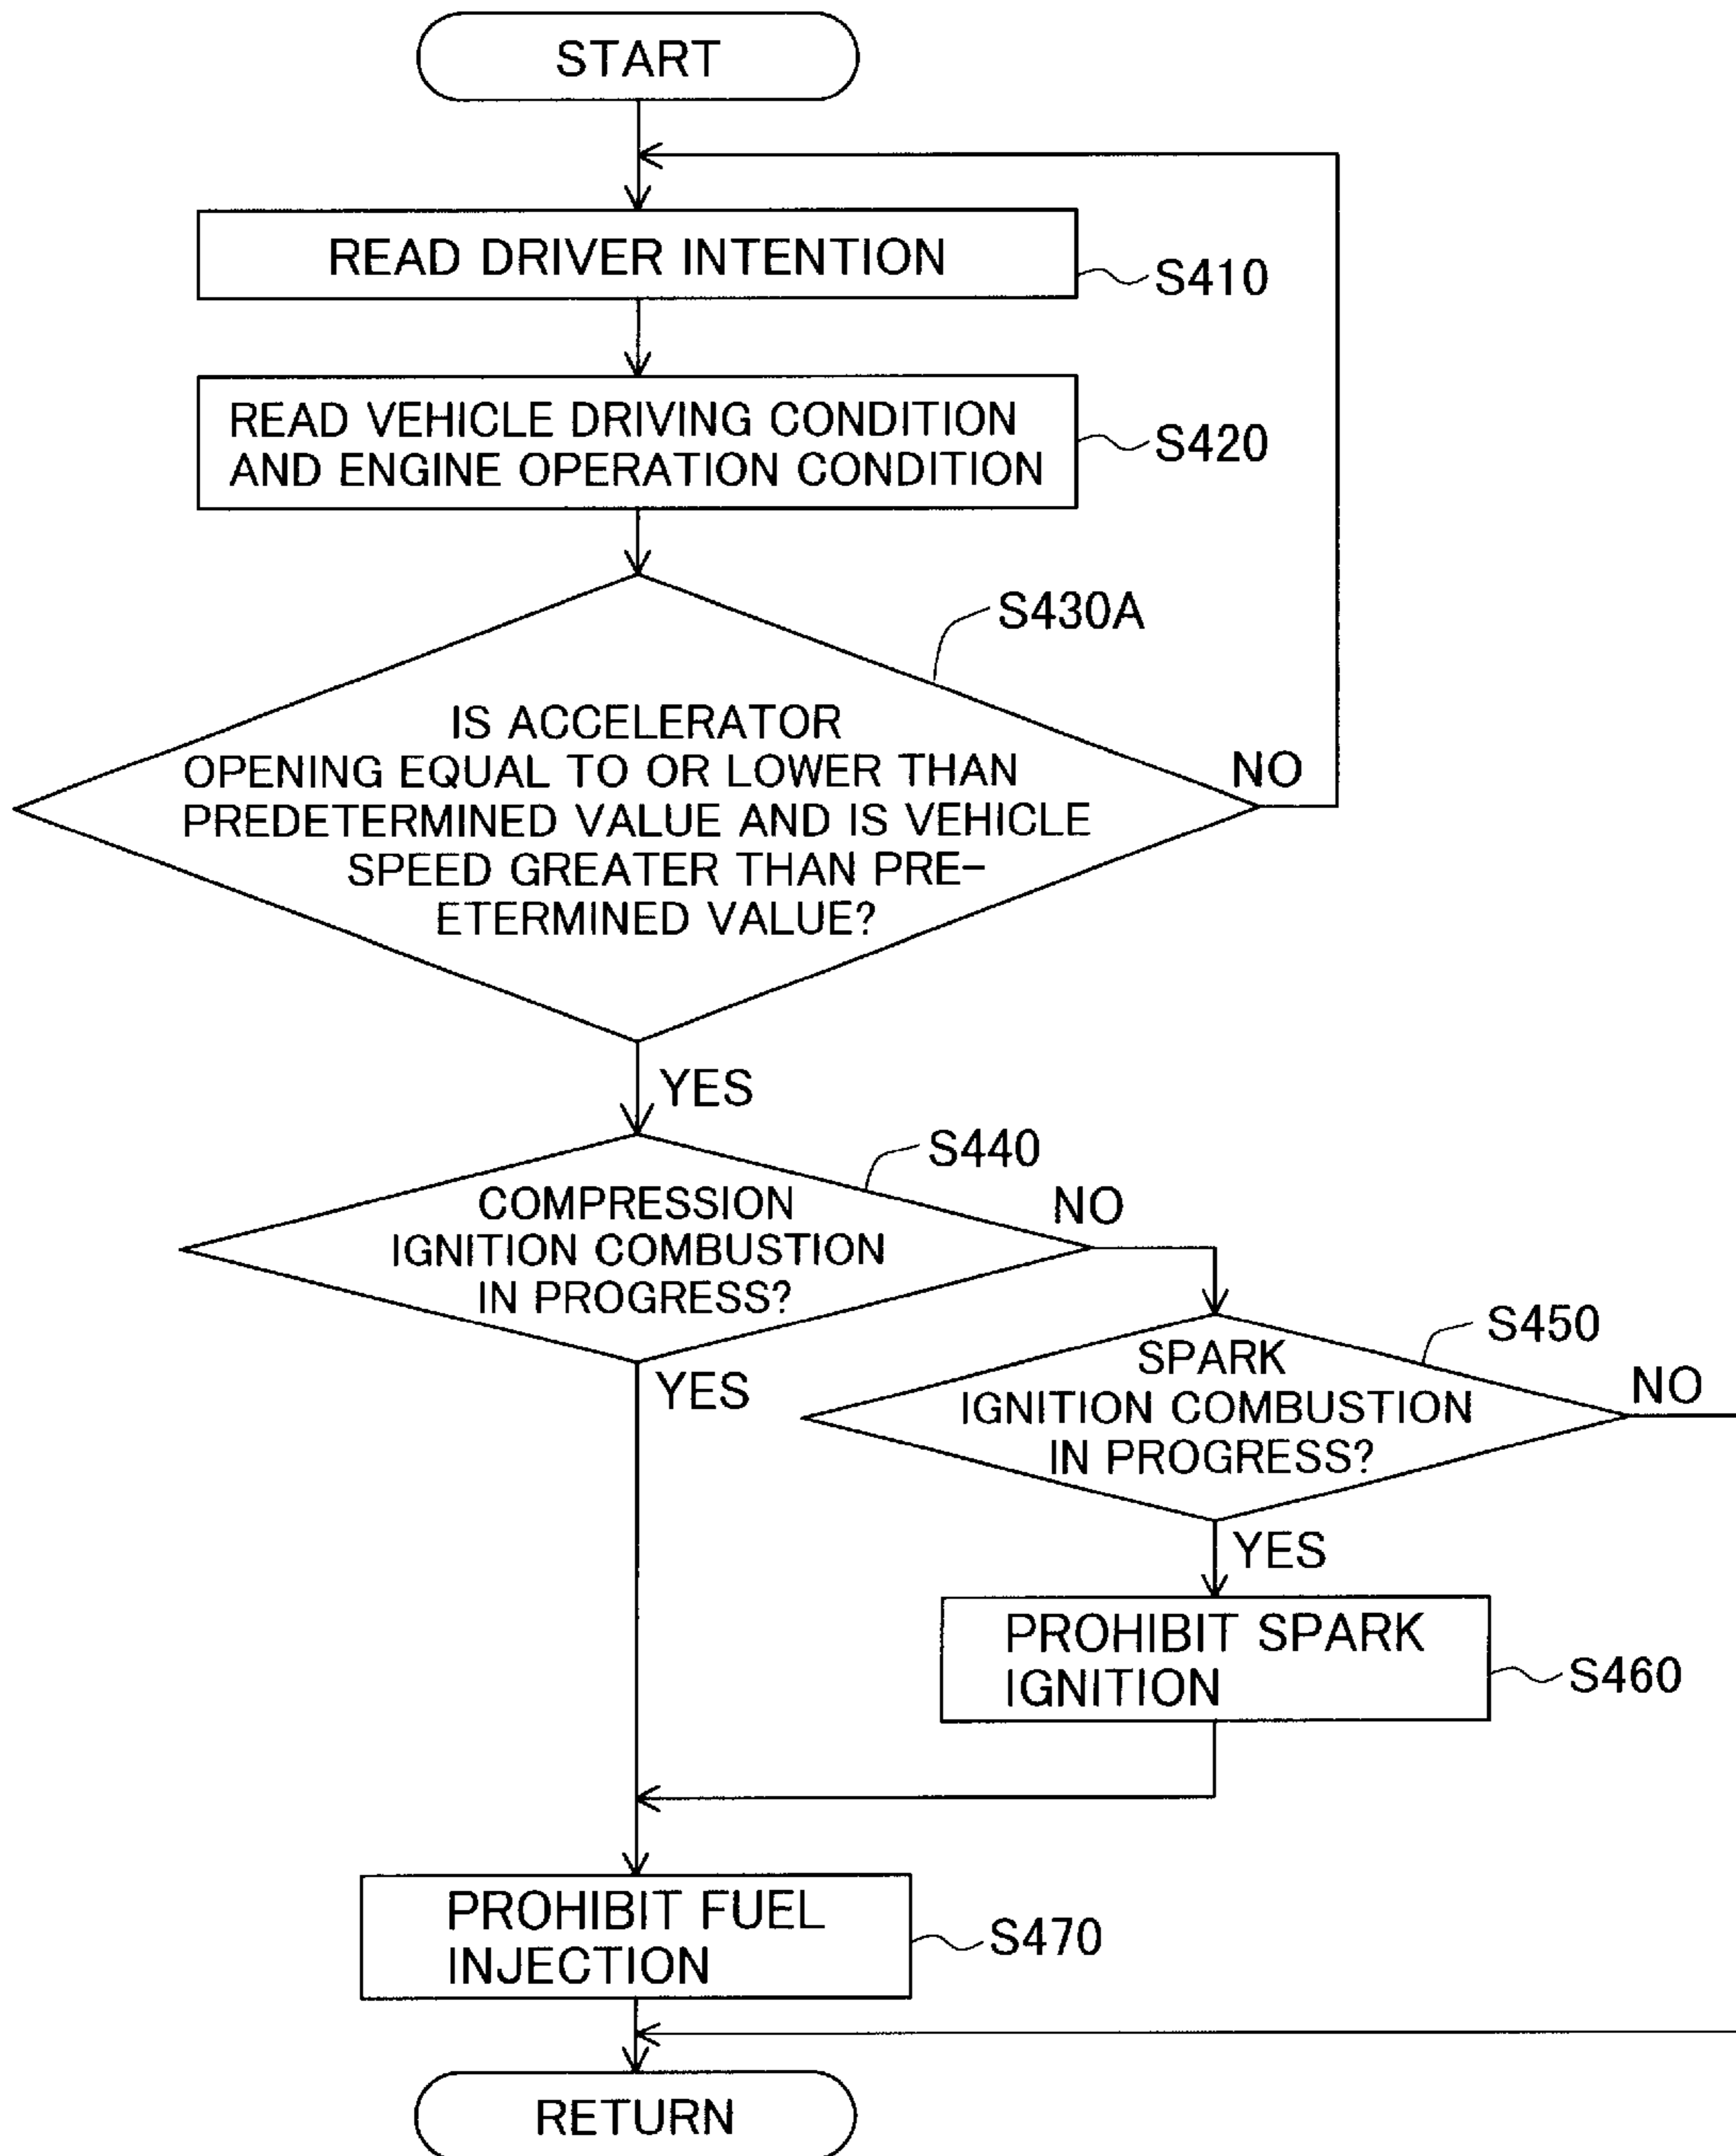 START
READ DRIVER INTENTION
S410
READ VEHICLE DRIVING CONDITION
AND ENGINE OPERATION CONDITION
S420
S430A
IS ACCELERATOR
OPENING EQUAL TO OR LOWER THAN
PREDETERMINED VALUE AND IS VEHICLE
SPEED GREATER THAN PRE-
ETERMINED VALUE?
NO
YES
S440
COMPRESSION
IGNITION COMBUSTION
IN PROGRESS?
NO
YES
S450
SPARK
IGNITION COMBUSTION
IN PROGRESS?
NO
YES
PROHIBIT SPARK
IGNITION
S460
PROHIBIT FUEL
INJECTION
S470
RETURN